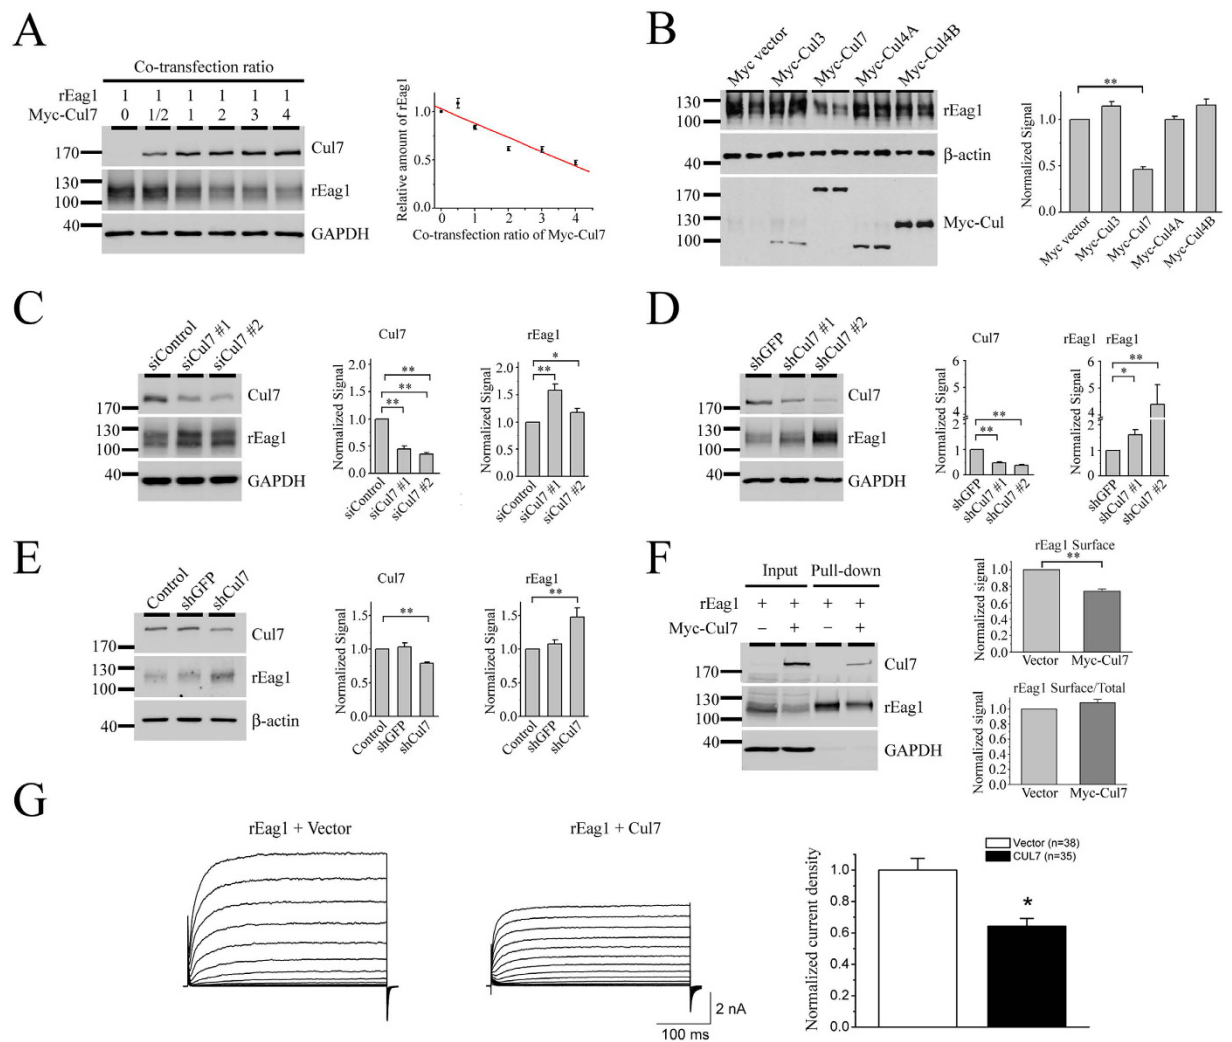 A
Co-transfection ratio
rEag1 1 1 1 1 1 1
Myc-Cul7 0 1/2 1 2 3 4
170 Cul7
130
100 rEag1
40 GAPDH
Relative amount of rEag1
1.0
0.5
0.0
0 1 2 3 4
Co-transfection ratio of Myc-Cul7
B
Myc vector
Myc-Cul3
Myc-Cul7
Myc-Cul4A
Myc-Cul4B
130
100
rEag1
40
β-actin
170
130
100
Myc-Cul
Normalized Signal
**
1.0
0.5
0.0
Myc vector
Myc-Cul3
Myc-Cul7
Myc-Cul4A
Myc-Cul4B
C
siControl
siCul7 #1
siCul7 #2
170
Cul7
130
100
rEag1
40
GAPDH
Cul7
Normalized Signal
2.0
1.5
1.0
0.5
0.0
**
**
**
siControl
siCul7 #1
siCul7 #2
rEag1
Normalized Signal
2.0
1.5
1.0
0.5
0.0
*
**
siControl
siCul7 #1
siCul7 #2
D
shGFP
shCul7 #1
shCul7 #2
170
Cul7
130
100
rEag1
40
GAPDH
Cul7
Normalized Signal
6
5
4
2
1
0
**
**
shGFP
shCul7 #1
shCul7 #2
rEag1 rEag1
Normalized Signal
6
5
4
2
1
0
**
*
shGFP
shCul7 #1
shCul7 #2
E
Control
shGFP
shCul7
170
Cul7
130
100
rEag1
40
β-actin
Cul7
Normalized Signal
1.5
1.0
0.5
0.0
**
Control
shGFP
shCul7
rEag1
Normalized Signal
1.5
1.0
0.5
0.0
**
Control
shGFP
shCul7
F
Input Pull-down
rEag1 + + + +
Myc-Cul7 − + − +
170
Cul7
130
100
rEag1
40
GAPDH
rEag1 Surface
Normalized signal
**
1.0
0.8
0.6
0.4
0.2
0.0
Vector Myc-Cul7
rEag1 Surface/Total
Normalized signal
1.0
0.8
0.6
0.4
0.2
0.0
Vector Myc-Cul7
G
rEag1 + Vector
rEag1 + Cul7
2 nA
100 ms
Vector (n=38)
CUL7 (n=35)
Normalized current density
1.0
0.8
0.6
0.4
0.2
0.0
*